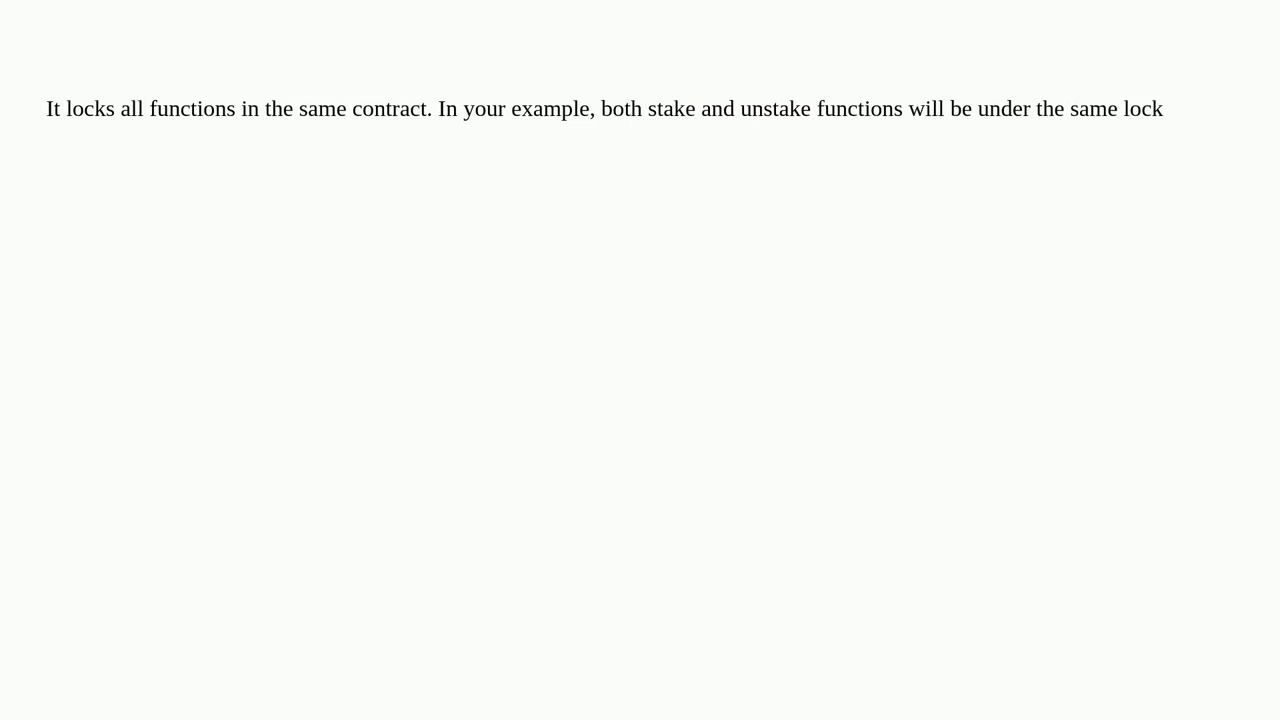 It locks all functions in the same contract. In your example, both stake and unstake functions will be under the same lock